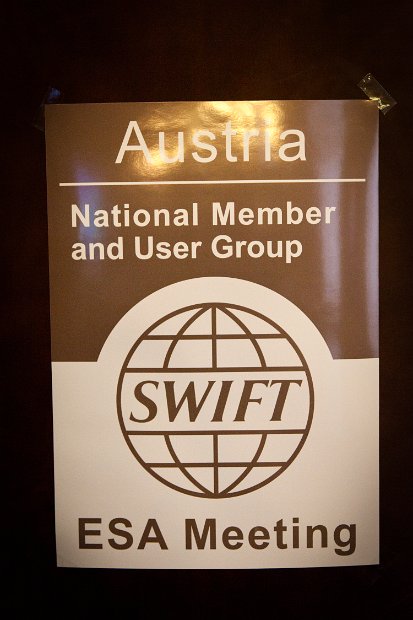 Austria
National Member
and User Group
SWIFT
ESA Meeting